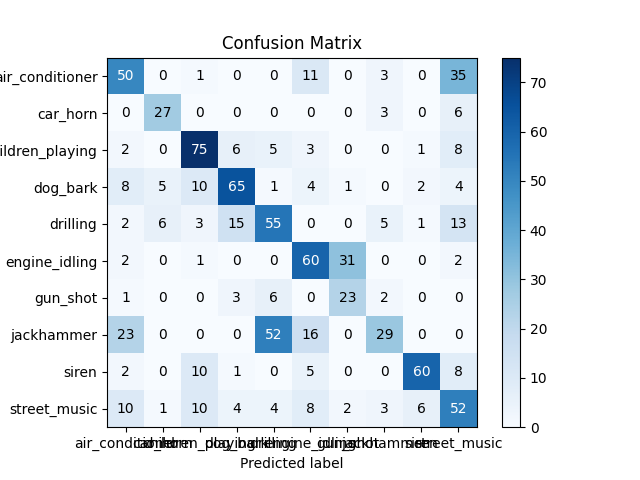 Confusion Matrix
air_conditioner 50 0 1 0 0 11 0 3 0 35
car_horn 0 27 0 0 0 0 0 3 0 6
ildren_playing 2 0 75 6 5 3 0 0 1 8
dog_bark 8 5 10 65 1 4 1 0 2 4
drilling 2 6 3 15 55 0 0 5 1 13
engine_idling 2 0 1 0 0 60 31 0 0 2
gun_shot 1 0 0 3 6 0 23 2 0 0
jackhammer 23 0 0 0 52 16 0 29 0 0
siren 2 0 10 1 0 5 0 0 60 8
street_music 10 1 10 4 4 8 2 3 6 52
street_music
Predicted label
70
60
50
40
30
20
10
0